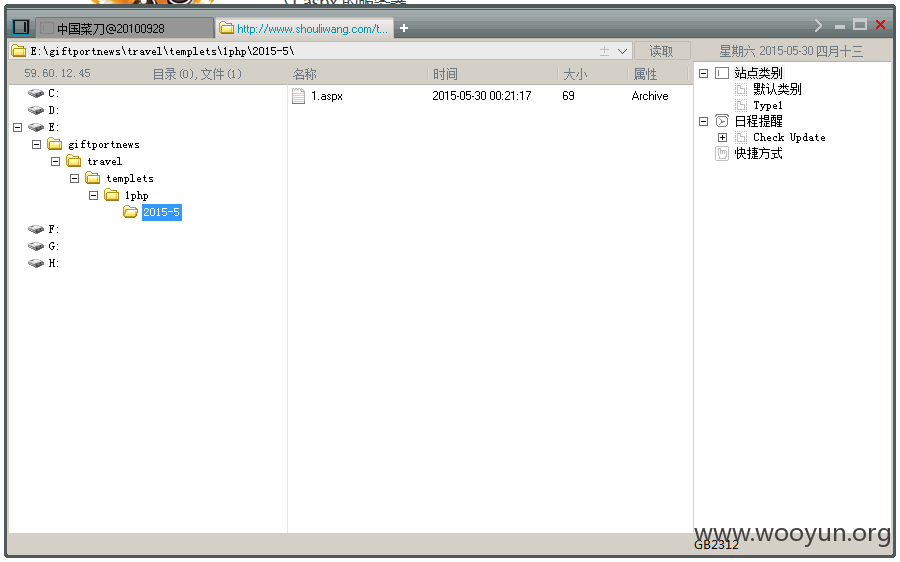 中国菜刀@20100928
http://www.shouliwang.com/t...
E:\giftportnews\travel\templets\1php\2015-5\
读取
星期六 2015-05-30 四月十三
59.60.12.45
目录(0),文件(1)
名称
时间
大小
属性
C:
D:
E:
giftportnews
travel
templets
1php
2015-5
F:
G:
H:
1.aspx
2015-05-30 00:21:17
69
Archive
站点类别
默认类别
Type1
日程提醒
Check Update
快捷方式
www.wooyun.org
GB2312